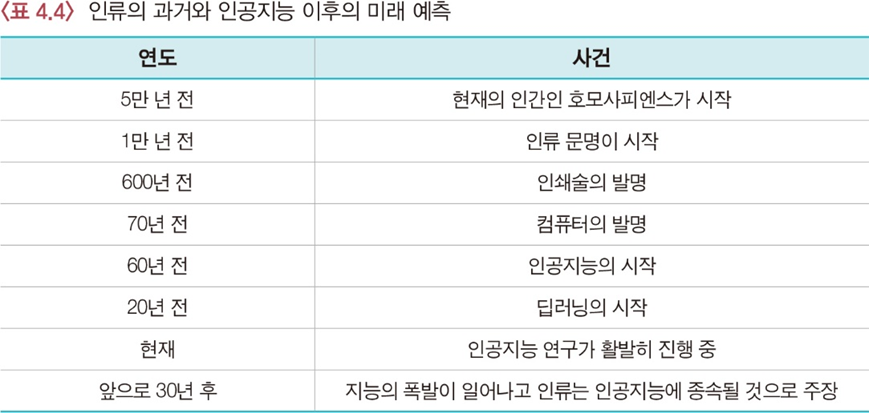 〈표 4.4〉 인류의 과거와 인공지능 이후의 미래 예측
연도 사건
5만 년 전 현재의 인간인 호모사피엔스가 시작
1만 년 전 인류 문명이 시작
600년 전 인쇄술의 발명
70년 전 컴퓨터의 발명
60년 전 인공지능의 시작
20년 전 딥러닝의 시작
현재 인공지능 연구가 활발히 진행 중
앞으로 30년 후 지능의 폭발이 일어나고 인류는 인공지능에 종속될 것으로 주장